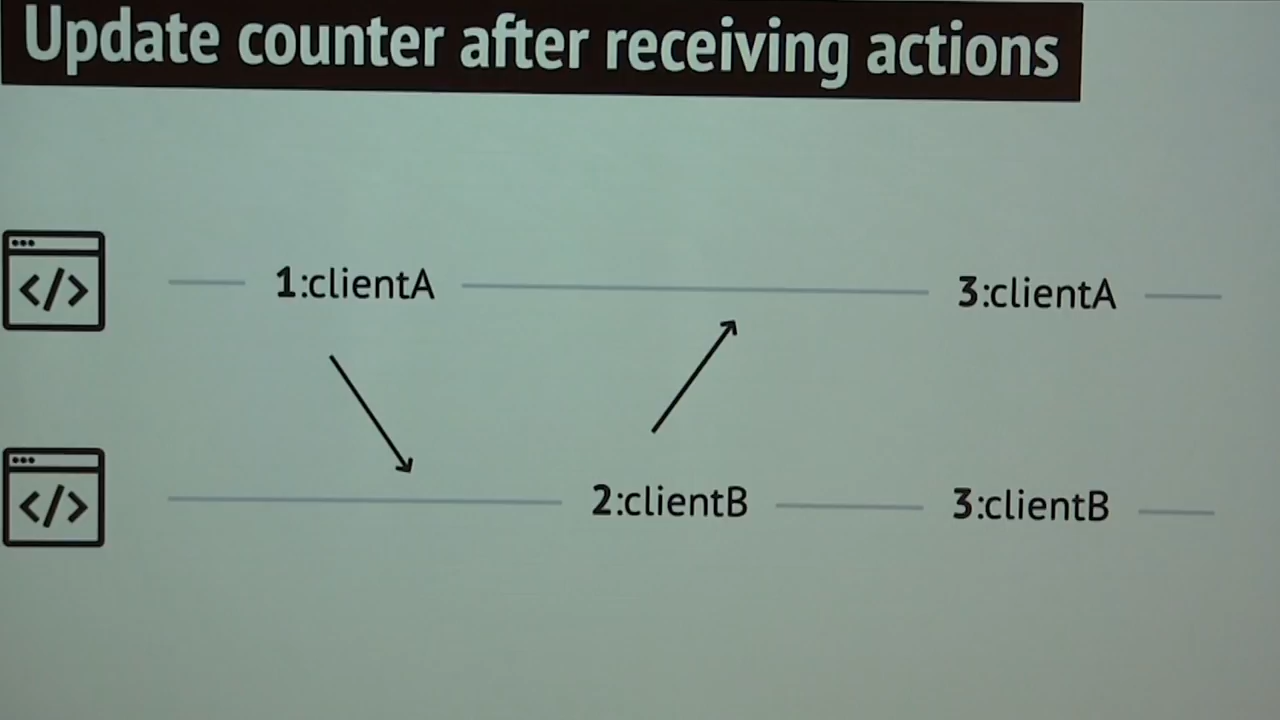 Update counter after receiving actions
</>
1:clientA
3:clientA
</>
2:clientB
3:clientB